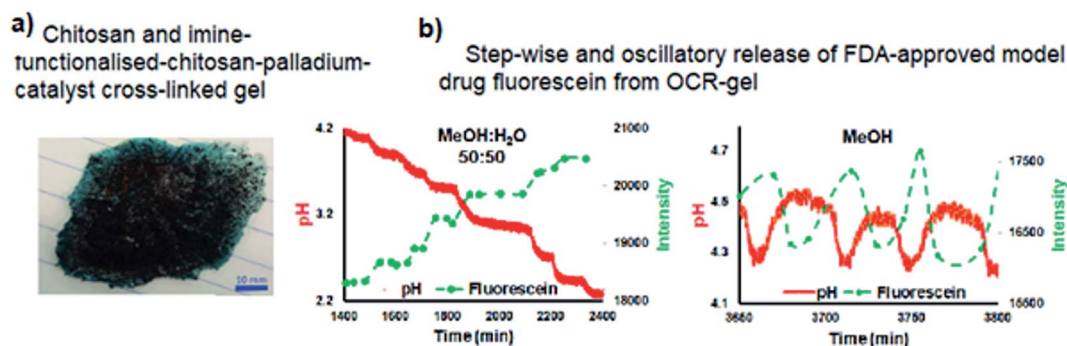 a) Chitosan and imine-
functionalised-chitosan-palladium-
catalyst cross-linked gel
10 mm
b) Step-wise and oscillatory release of FDA-approved model
drug fluorescein from OCR-gel
MeOH:H₂O
50:50
pH
4.2
3.2
2.2
Intensity
21000
20000
19000
18000
pH Fluorescein
1400 1600 1800 2000 2200 2400
Time (min)
MeOH
pH
4.7
4.5
4.3
4.1
Intensity
17500
16500
pH Fluorescein
3700 3750 3800
Time (min)